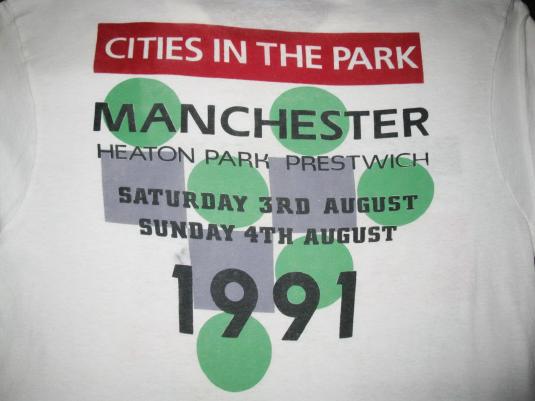 CITIES IN THE PARK
MANCHESTER
HEATON PARK PRESTWICH
SATURDAY 3RD AUGUST
SUNDAY 4TH AUGUST
1991